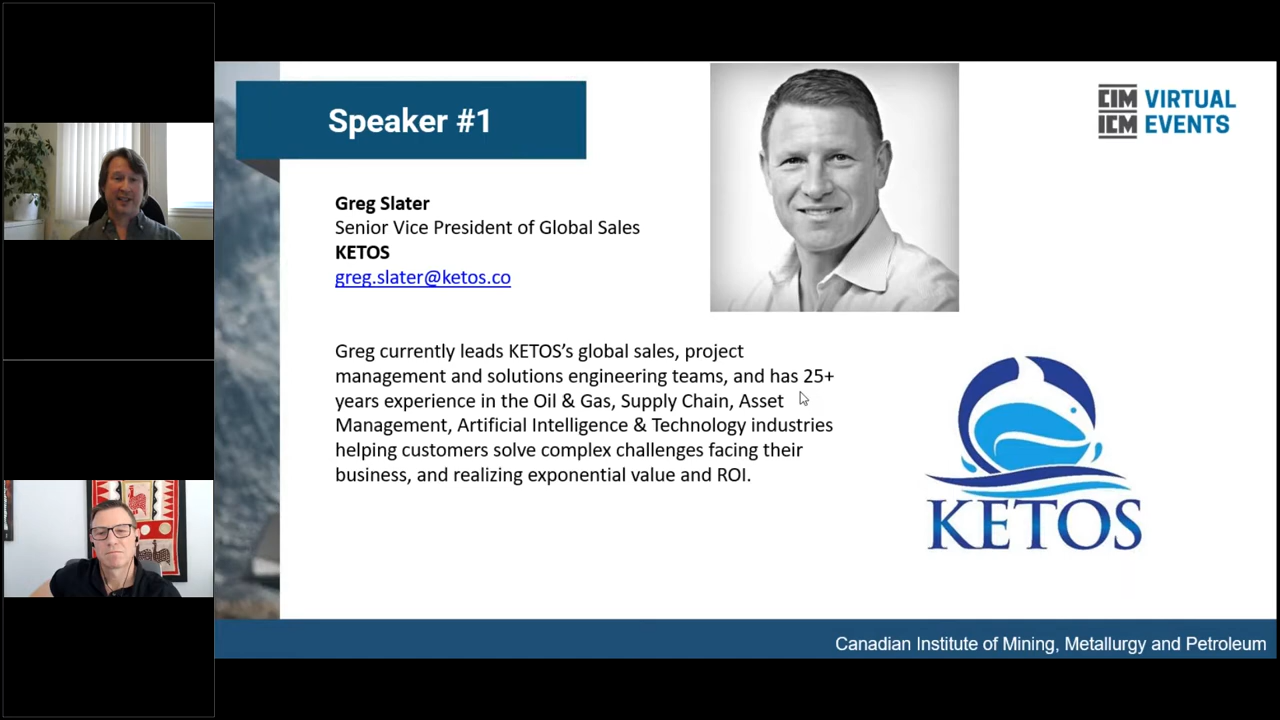 Speaker #1
CIM VIRTUAL
ICM EVENTS
Greg Slater
Senior Vice President of Global Sales
KETOS
greg.slater@ketos.co
Greg currently leads KETOS’s global sales, project
management and solutions engineering teams, and has 25+
years experience in the Oil & Gas, Supply Chain, Asset
Management, Artificial Intelligence & Technology industries
helping customers solve complex challenges facing their
business, and realizing exponential value and ROI.
KETOS
Canadian Institute of Mining, Metallurgy and Petroleum